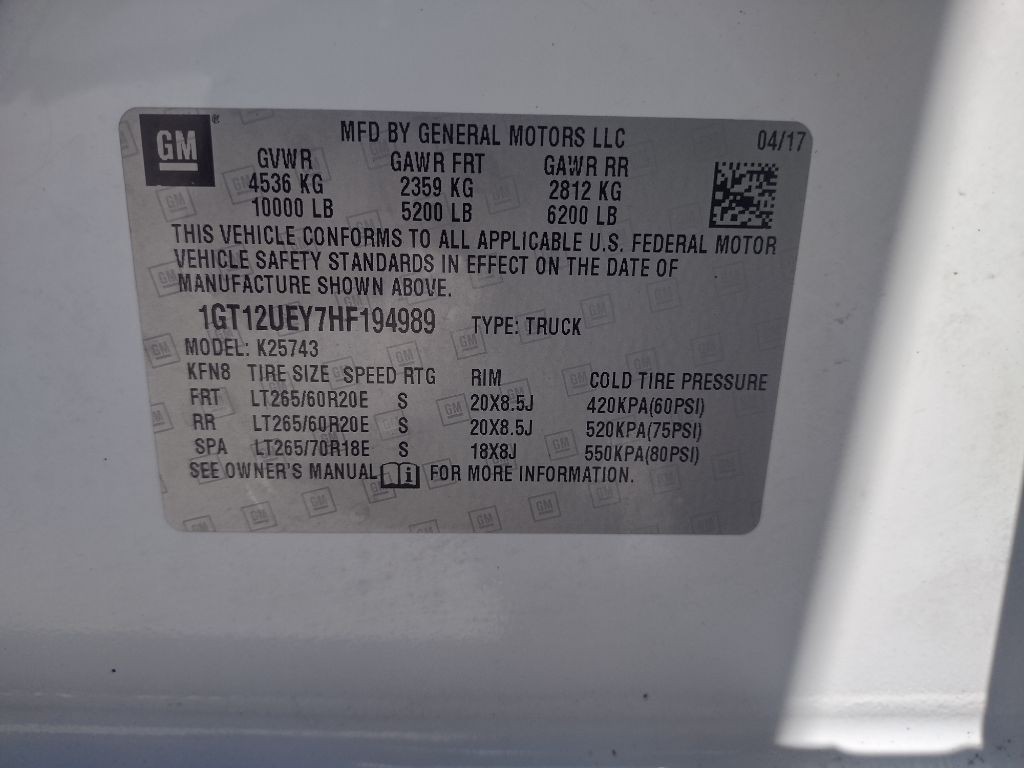 GM® MFD BY GENERAL MOTORS LLC 04/17
GVWR GAWR FRT GAWR RR
4536 KG 2359 KG 2812 KG
10000 LB 5200 LB 6200 LB
THIS VEHICLE CONFORMS TO ALL APPLICABLE U.S. FEDERAL MOTOR
VEHICLE SAFETY STANDARDS IN EFFECT ON THE DATE OF
MANUFACTURE SHOWN ABOVE.
1GT12UEY7HF194989 TYPE: TRUCK
MODEL: K25743
KFN8 TIRE SIZE SPEED RTG RIM COLD TIRE PRESSURE
FRT LT265/60R20E S 20X8.5J 420KPA(60PSI)
RR LT265/60R20E S 20X8.5J 520KPA(75PSI)
SPA LT265/70R18E S 18X8J 550KPA(80PSI)
SEE OWNER'S MANUAL i FOR MORE INFORMATION.